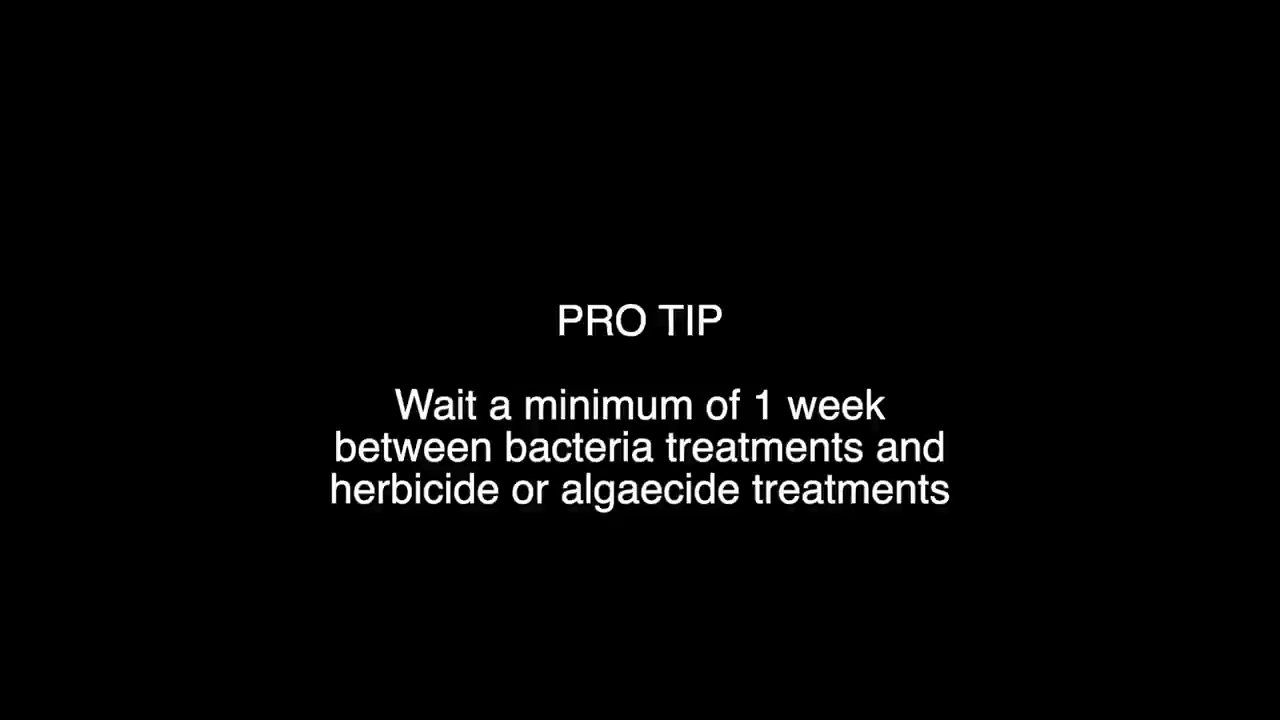 PRO TIP
Wait a minimum of 1 week
between bacteria treatments and
herbicide or algaecide treatments